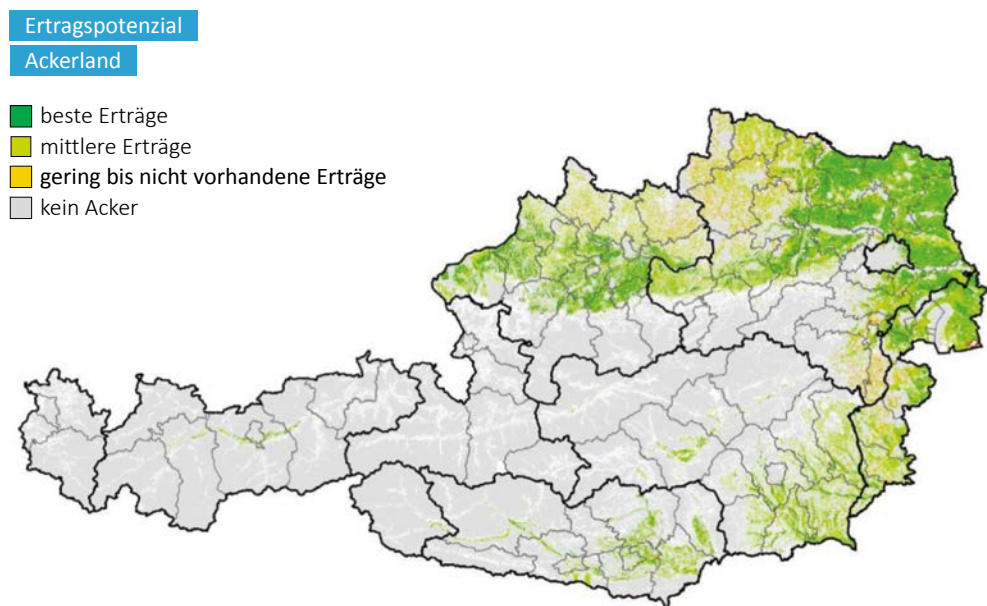 Ertragspotenzial
Ackerland
beste Erträge
mittlere Erträge
gering bis nicht vorhandene Erträge
kein Acker